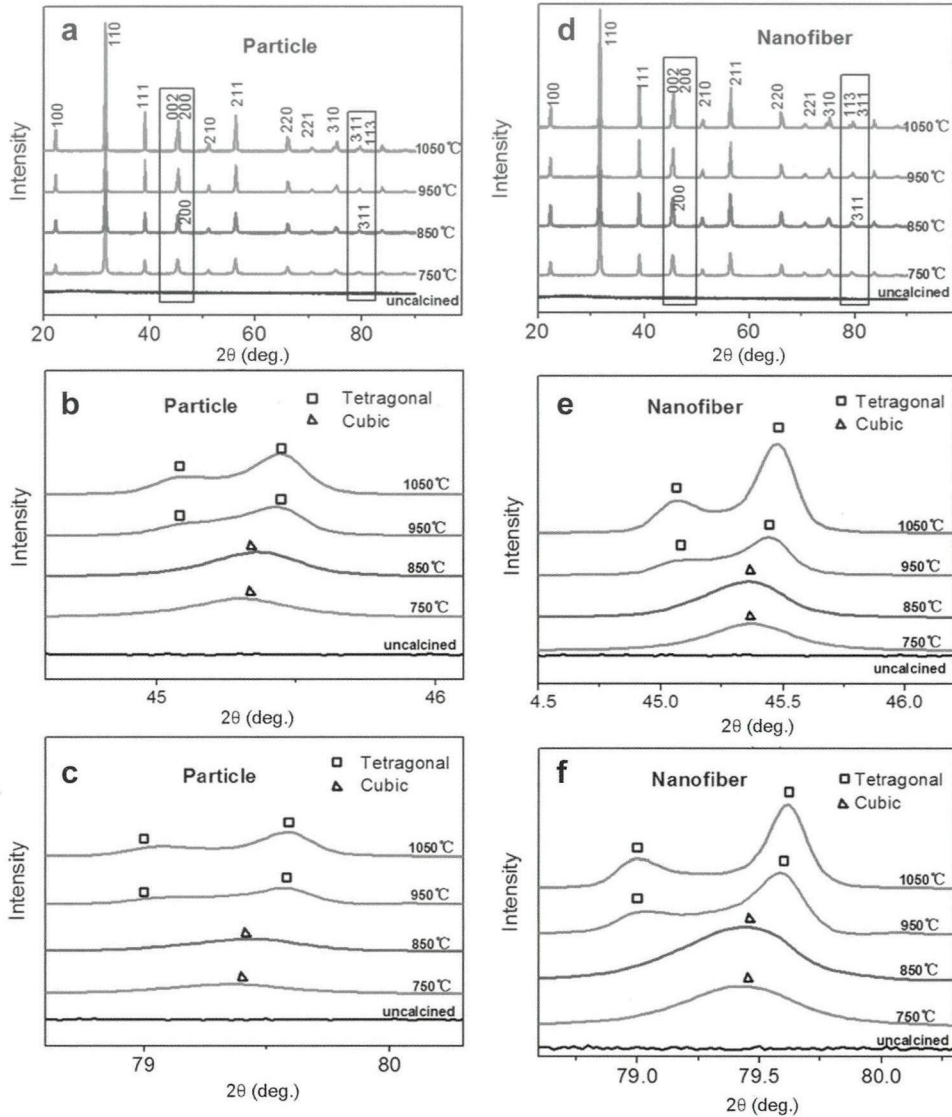 a
Particle
110
100
111
002
200
210
211
220
221
310
311
113
1050℃
950℃
200
311
850℃
750℃
uncalcined
Intensity
20 40 60 80
2θ (deg.)
d
Nanofiber
110
100
111
002
200
210
211
220
221
310
113
311
1050℃
950℃
200
311
850℃
750℃
uncalcined
Intensity
20 40 60 80
2θ (deg.)
b
Particle
Tetragonal
Cubic
1050℃
950℃
850℃
750℃
uncalcined
Intensity
45 46
2θ (deg.)
e
Nanofiber
Tetragonal
Cubic
1050℃
950℃
850℃
750℃
uncalcined
Intensity
4.5 45.0 45.5 46.0
2θ (deg.)
c
Particle
Tetragonal
Cubic
1050℃
950℃
850℃
750℃
uncalcined
Intensity
79 80
2θ (deg.)
f
Nanofiber
Tetragonal
Cubic
1050℃
950℃
850℃
750℃
uncalcined
Intensity
79.0 79.5 80.0
2θ (deg.)